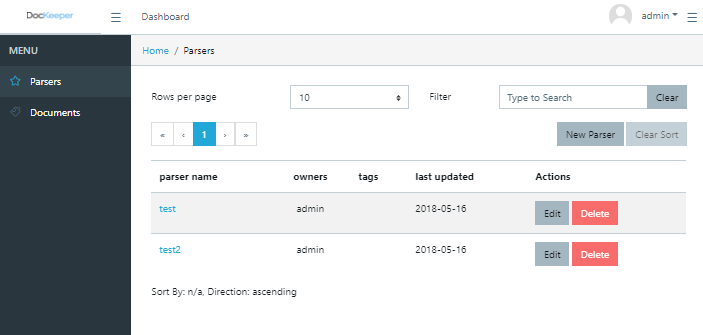 DocKeeper ☰ Dashboard admin ☰
MENU
Parsers
Documents
Home / Parsers
Rows per page 10 Filter Type to Search Clear
« ‹ 1 › » New Parser Clear Sort
parser name owners tags last updated Actions
test admin 2018-05-16 Edit Delete
test2 admin 2018-05-16 Edit Delete
Sort By: n/a, Direction: ascending